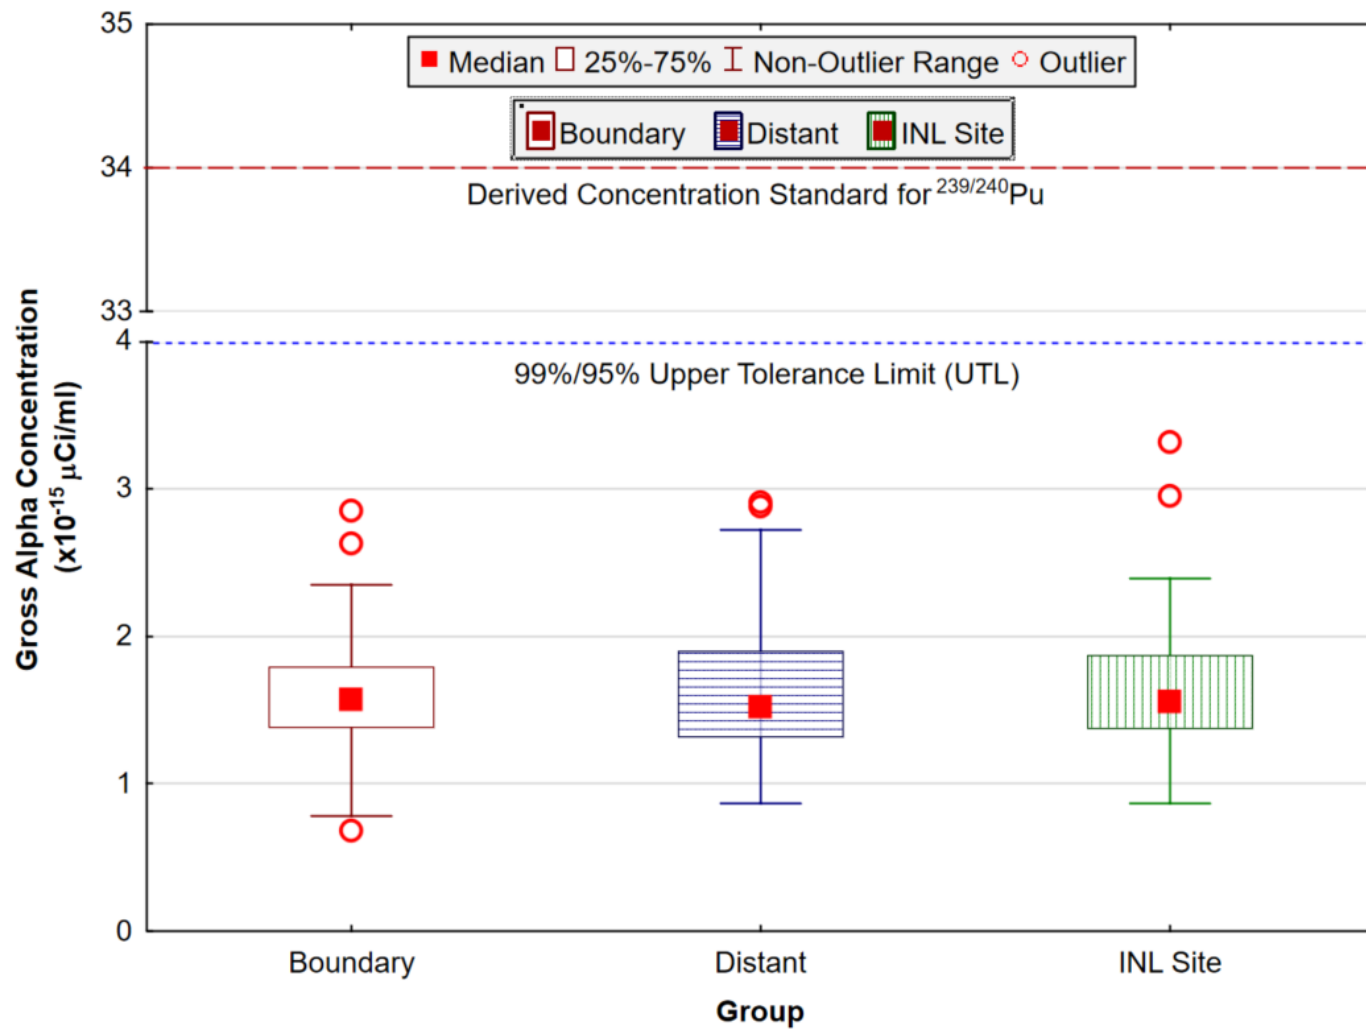 35
Median 25%-75% Non-Outlier Range Outlier
Boundary Distant INL Site
34
Derived Concentration Standard for 239/240Pu
33
4
99%/95% Upper Tolerance Limit (UTL)
Gross Alpha Concentration
(x10-15 μCi/ml)
3
2
1
0
Boundary Distant INL Site
Group